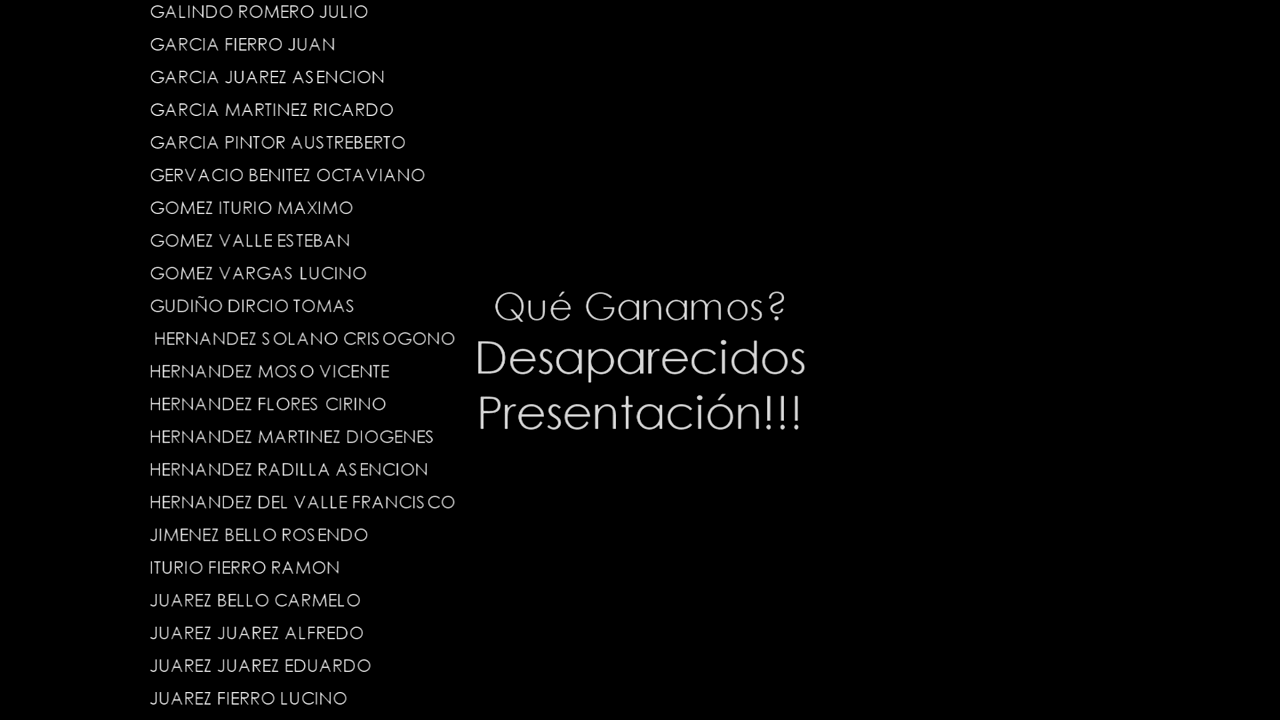 GALINDO ROMERO JULIO
GARCIA FIERRO JUAN
GARCIA JUAREZ ASENCION
GARCIA MARTINEZ RICARDO
GARCIA PINTOR AUSTREBERTO
GERVACIO BENITEZ OCTAVIANO
GOMEZ ITURIO MAXIMO
GOMEZ VALLE ESTEBAN
GOMEZ VARGAS LUCINO
GUDIÑO DIRCIO TOMAS
HERNANDEZ SOLANO CRISOGONO
HERNANDEZ MOSO VICENTE
HERNANDEZ FLORES CIRINO
HERNANDEZ MARTINEZ DIOGENES
HERNANDEZ RADILLA ASENCION
HERNANDEZ DEL VALLE FRANCISCO
JIMENEZ BELLO ROSENDO
ITURIO FIERRO RAMON
JUAREZ BELLO CARMELO
JUAREZ JUAREZ ALFREDO
JUAREZ JUAREZ EDUARDO
JUAREZ FIERRO LUCINO
Qué Ganamos?
Desaparecidos
Presentación!!!